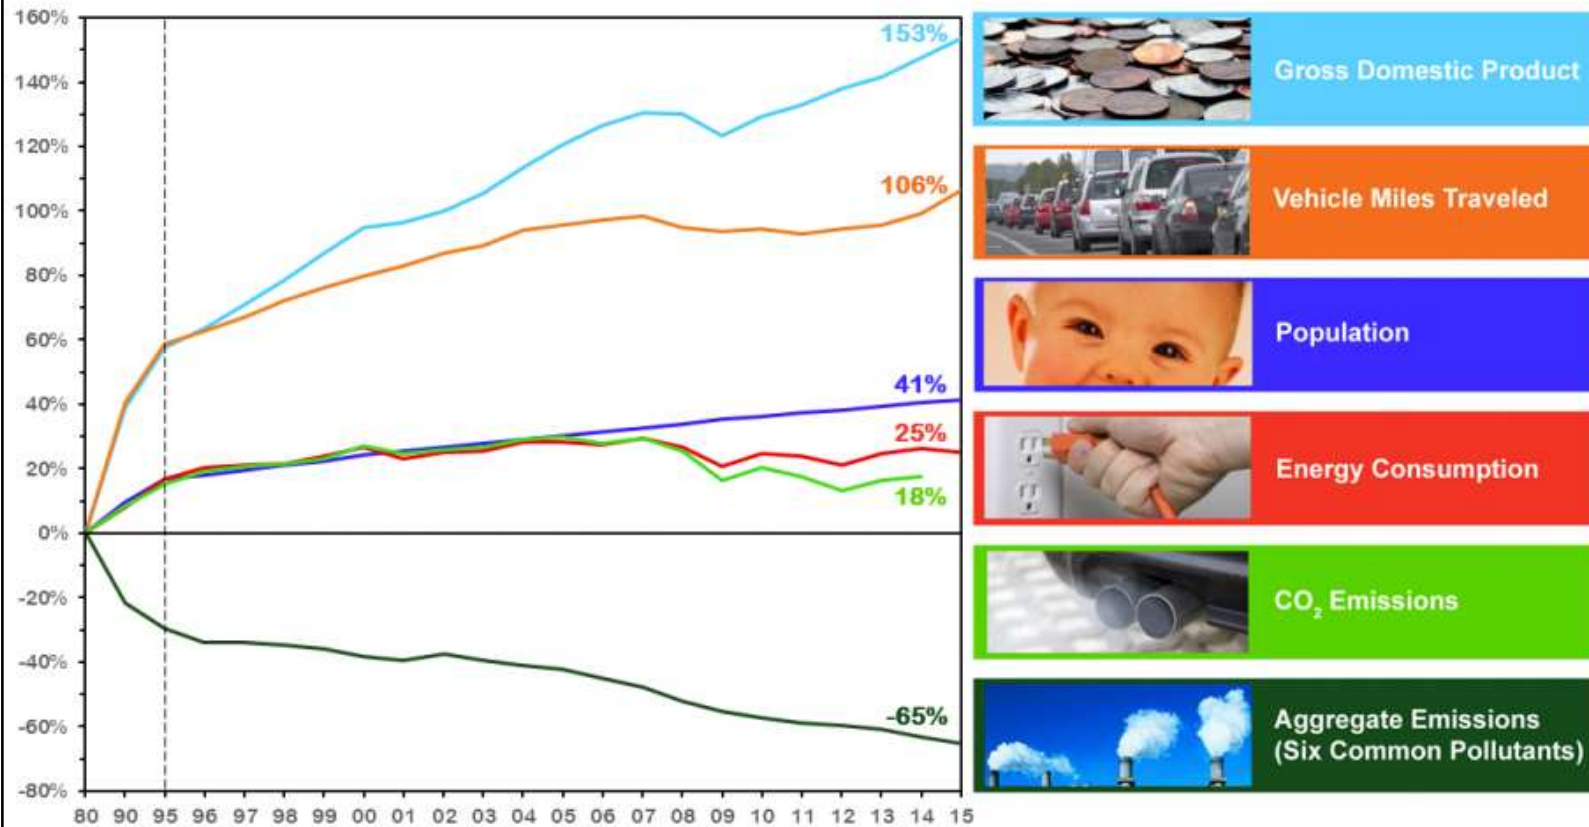 160%
140%
120%
100%
80%
60%
40%
20%
0%
-20%
-40%
-60%
-80%
80 90 95 96 97 98 99 00 01 02 03 04 05 06 07 08 09 10 11 12 13 14 15
153%
106%
41%
25%
18%
-65%
Gross Domestic Product
Vehicle Miles Traveled
Population
Energy Consumption
CO₂ Emissions
Aggregate Emissions
(Six Common Pollutants)